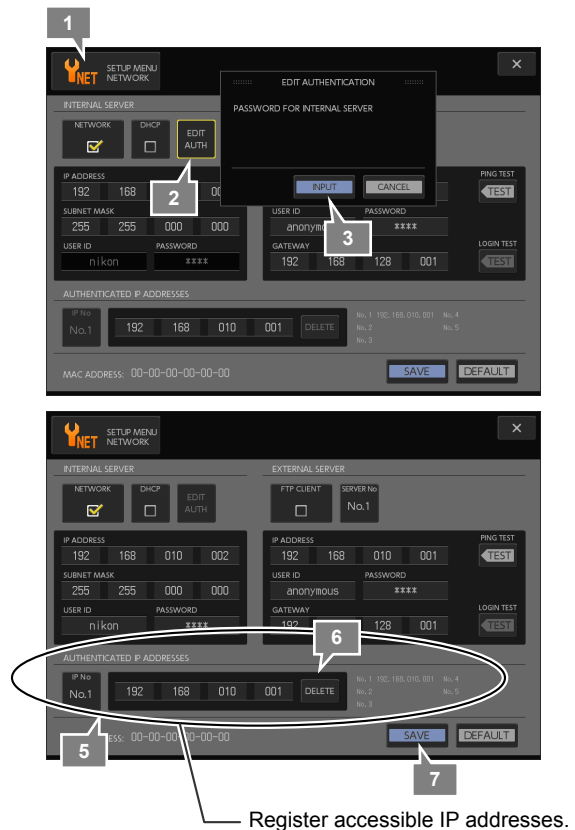 1
NET SETUP MENU
NETWORK
×
EDIT AUTHENTICATION
INTERNAL SERVER
PASSWORD FOR INTERNAL SERVER
NETWORK DHCP EDIT
AUTH
2
INPUT CANCEL
3
IP ADDRESS PING TEST
192 168 TEST
SUBNET MASK USER ID PASSWORD
255 255 000 000 ****
USER ID PASSWORD GATEWAY LOGIN TEST
nikon **** 192 168 128 001 TEST
AUTHENTICATED IP ADDRESSES
IP No No. 1 192. 168. 010. 001 No. 4
No.1 192 168 010 001 DELETE No. 2 No. 5
No. 3
MAC ADDRESS: 00-00-00-00-00-00 SAVE DEFAULT
NET SETUP MENU
NETWORK
×
INTERNAL SERVER EXTERNAL SERVER
NETWORK DHCP EDIT
AUTH FTP CLIENT SERVER No
No.1
IP ADDRESS IP ADDRESS PING TEST
192 168 010 002 192 168 010 001 TEST
SUBNET MASK USER ID PASSWORD
255 255 000 000 anonymous ****
USER ID PASSWORD GATEWAY LOGIN TEST
nikon **** 192 128 001 TEST
6
AUTHENTICATED IP ADDRESSES
IP No No. 1 192. 168. 010. 001 No. 4
No.1 192 168 010 001 DELETE No. 2 No. 5
No. 3
5
00-00-00-00-00-00 SAVE DEFAULT
7
Register accessible IP addresses.